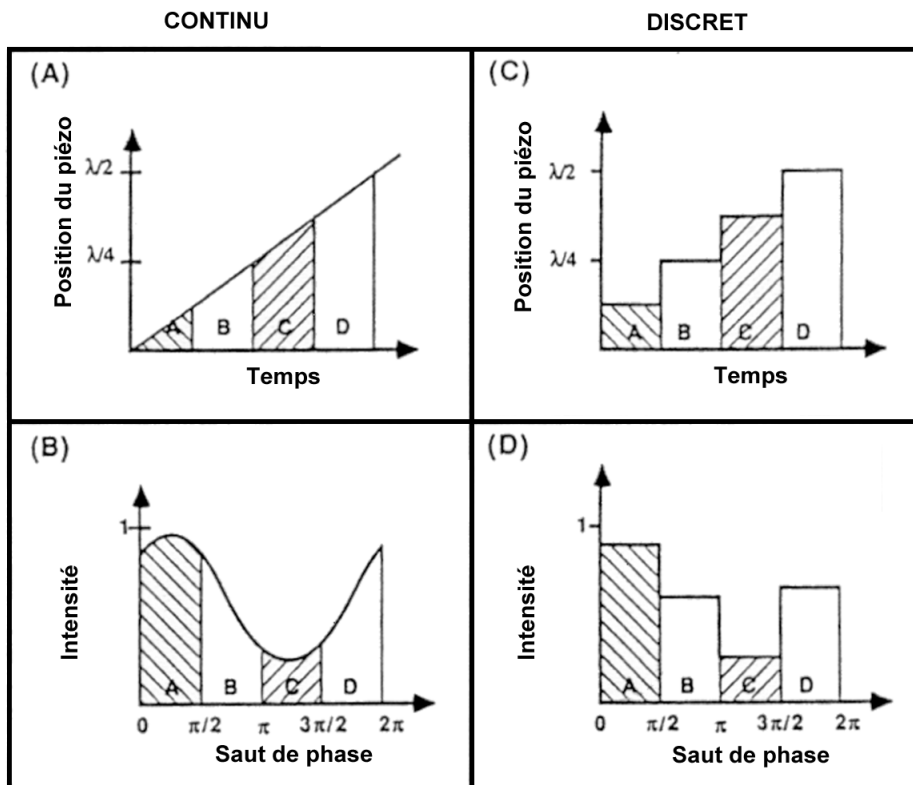 CONTINU
DISCRET
(A)
Position du piézo
λ/2
λ/4
A B C D
Temps
(C)
Position du piézo
λ/2
λ/4
A B C D
Temps
(B)
Intensité
1
A B C D
0 π/2 π 3π/2 2π
Saut de phase
(D)
Intensité
1
A B C D
0 π/2 π 3π/2 2π
Saut de phase